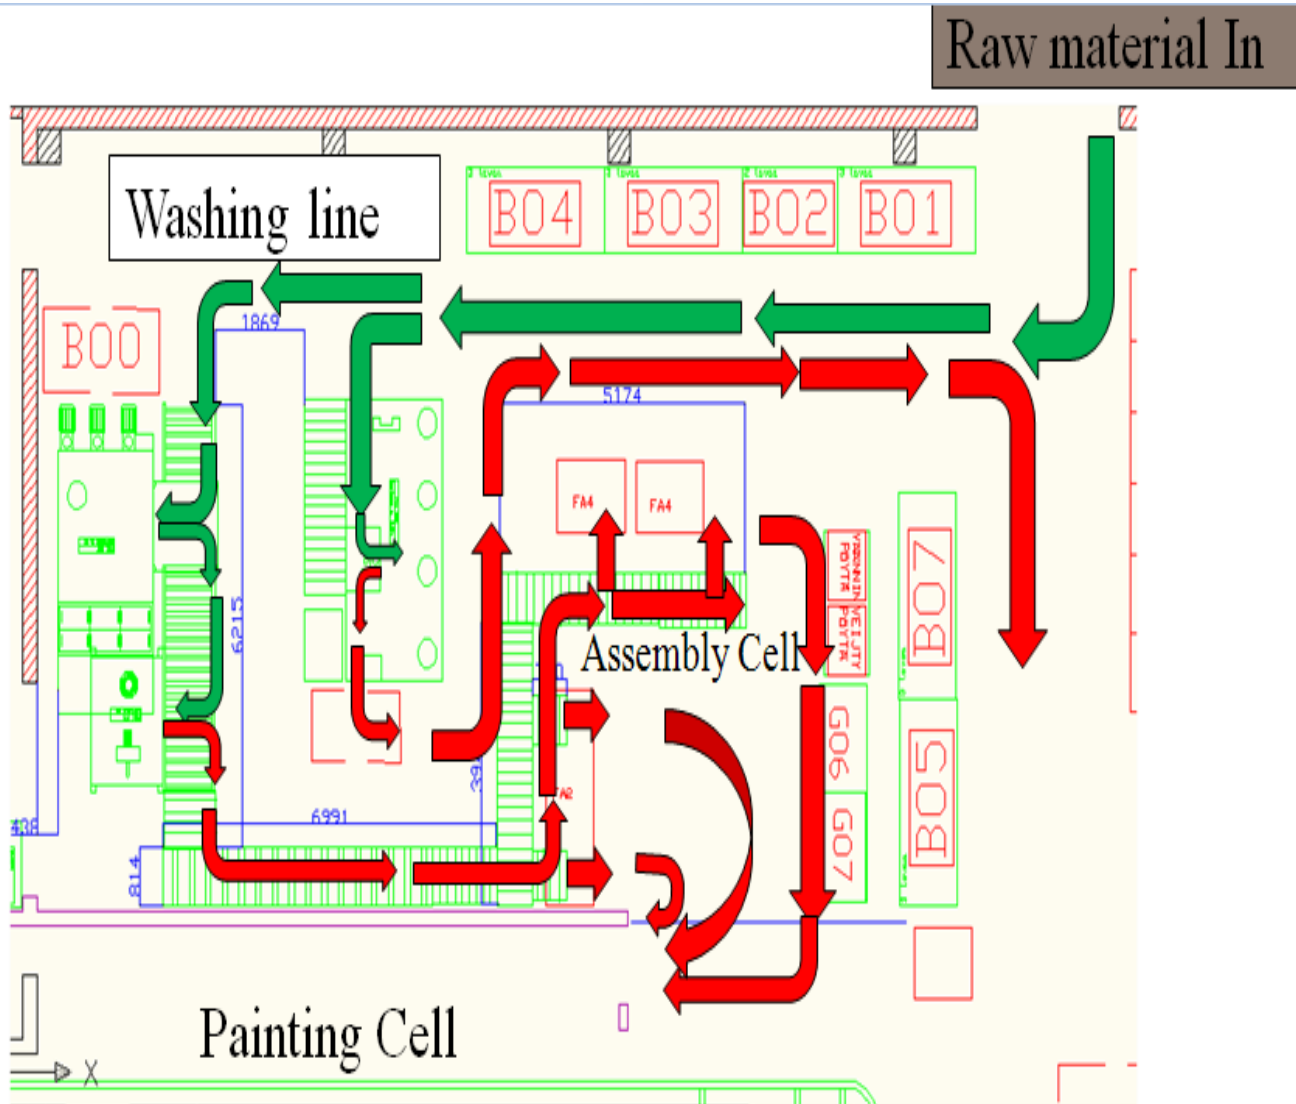 Raw material In
Washing line
B04
B03
B02
B01
B00
1869
5174
FA4
FA4
6215
Assembly Cell
B07
G06
B05
G07
6991
814
Painting Cell
X